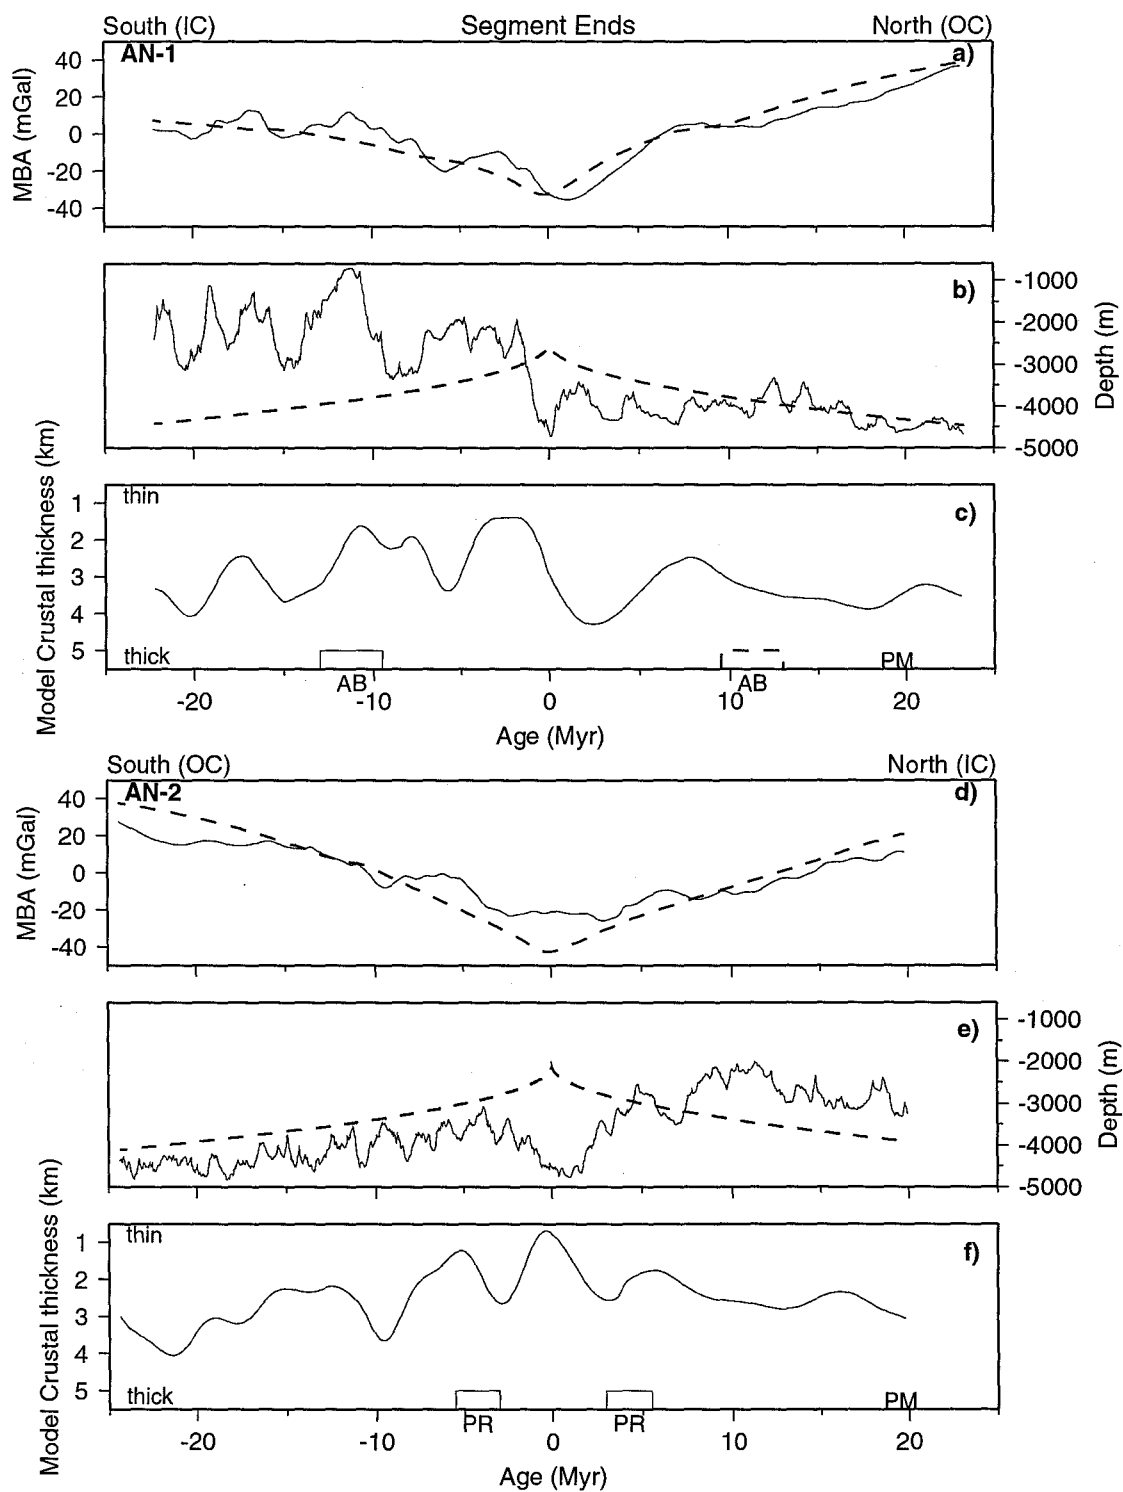 South (IC) Segment Ends North (OC)
AN-1 a)
MBA (mGal)
40
20
0
-20
-40
b)
-1000
-2000
-3000
-4000
-5000
Depth (m)
Model Crustal thickness (km)
thin c)
1
2
3
4
5
thick PM
AB AB
-20 -10 0 10 20
Age (Myr)
South (OC) North (IC)
AN-2 d)
MBA (mGal)
40
20
0
-20
-40
e)
-1000
-2000
-3000
-4000
-5000
Depth (m)
Model Crustal thickness (km)
thin f)
1
2
3
4
5
thick PM
PR PR
-20 -10 0 10 20
Age (Myr)